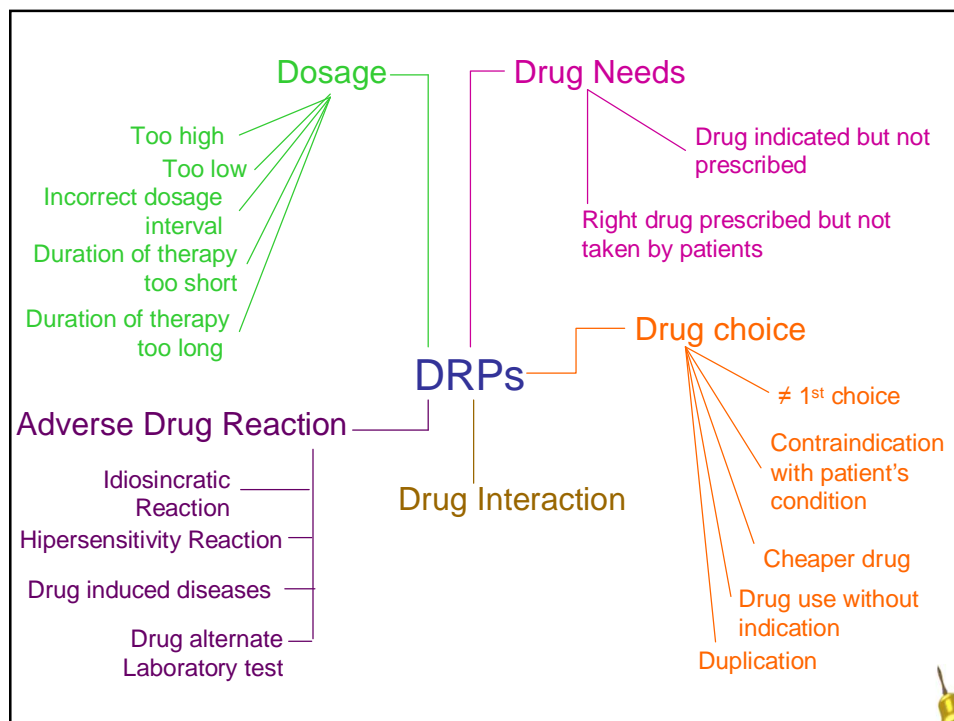 Dosage
Too high
Too low
Incorrect dosage
interval
Duration of therapy
too short
Duration of therapy
too long
Drug Needs
Drug indicated but not
prescribed
Right drug prescribed but not
taken by patients
DRPs
Drug choice
≠ 1st choice
Contraindication
with patient's
condition
Cheaper drug
Drug use without
indication
Duplication
Adverse Drug Reaction
Idiosincratic
Reaction
Hipersensitivity Reaction
Drug induced diseases
Drug alternate
Laboratory test
Drug Interaction